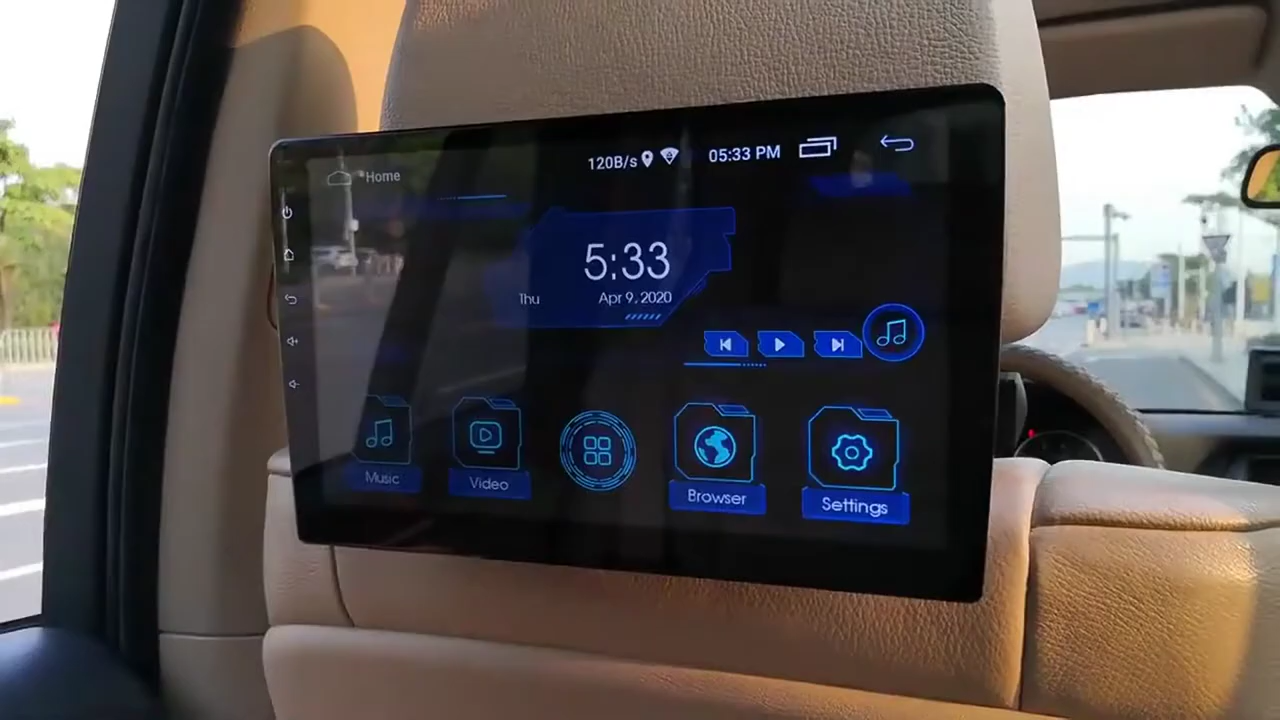 Home
120B/s
05:33 PM
5:33
Thu
Apr 9, 2020
Music
Video
Browser
Settings